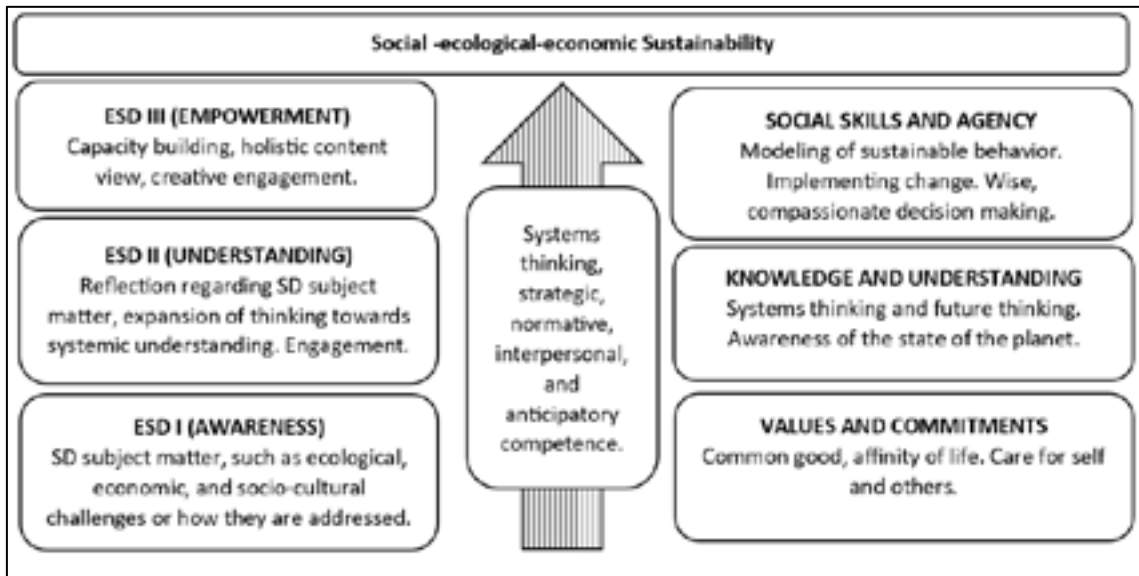 Social -ecological-economic Sustainability
ESD III (EMPOWERMENT)
Capacity building, holistic content
view, creative engagement.
ESD II (UNDERSTANDING)
Reflection regarding SD subject
matter, expansion of thinking towards
systemic understanding. Engagement.
ESD I (AWARENESS)
SD subject matter, such as ecological,
economic, and socio-cultural
challenges or how they are addressed.
Systems
thinking,
strategic,
normative,
interpersonal,
and
anticipatory
competence.
SOCIAL SKILLS AND AGENCY
Modeling of sustainable behavior.
Implementing change. Wise,
compassionate decision making.
KNOWLEDGE AND UNDERSTANDING
Systems thinking and future thinking.
Awareness of the state of the planet.
VALUES AND COMMITMENTS
Common good, affinity of life. Care for self
and others.